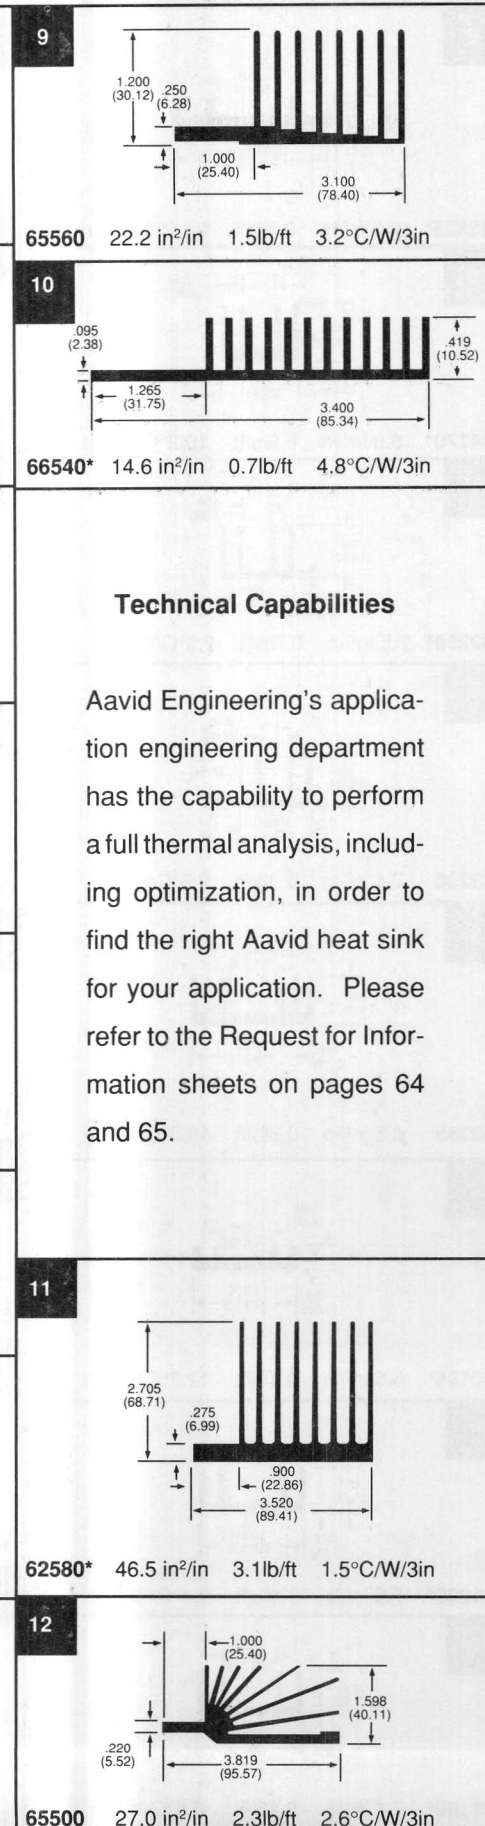 9
1.200
(30.12)
.250
(6.28)
1.000
(25.40)
3.100
(78.40)
65560 22.2 in²/in 1.5lb/ft 3.2°C/W/3in
10
.095
(2.38)
.419
(10.52)
1.265
(31.75)
3.400
(85.34)
66540* 14.6 in²/in 0.7lb/ft 4.8°C/W/3in
Technical Capabilities
Aavid Engineering's applica-
tion engineering department
has the capability to perform
a full thermal analysis, includ-
ing optimization, in order to
find the right Aavid heat sink
for your application. Please
refer to the Request for Infor-
mation sheets on pages 64
and 65.
11
2.705
(68.71)
.275
(6.99)
.900
(22.86)
3.520
(89.41)
62580* 46.5 in²/in 3.1lb/ft 1.5°C/W/3in
12
1.000
(25.40)
1.598
(40.11)
.220
(5.52)
3.819
(95.57)
65500 27.0 in²/in 2.3lb/ft 2.6°C/W/3in